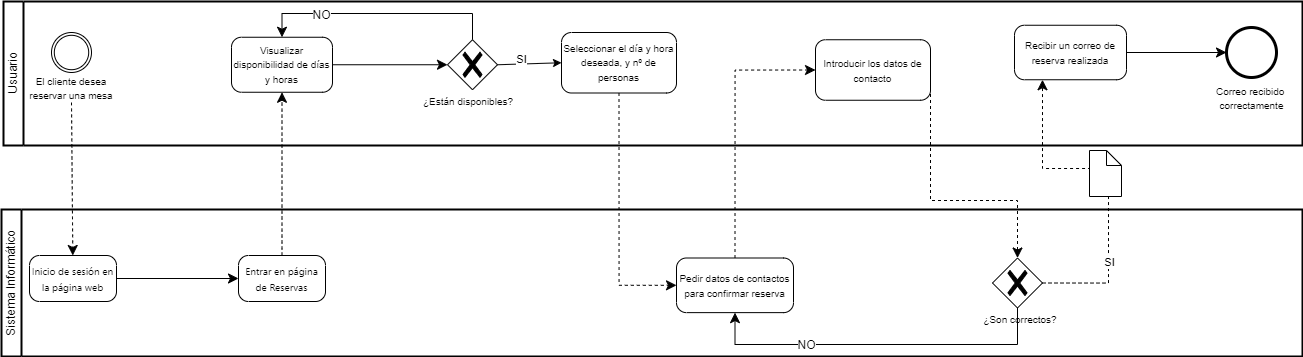 Usuario
El cliente desea
reservar una mesa
NO
Visualizar
disponibilidad de días
y horas
¿Están disponibles?
SI
Seleccionar el día y hora
deseada, y nº de
personas
Introducir los datos de
contacto
Recibir un correo de
reserva realizada
Correo recibido
correctamente
Sistema Informático
Inicio de sesión en
la página web
Entrar en página
de Reservas
Pedir datos de contactos
para confirmar reserva
NO
¿Son correctos?
SI